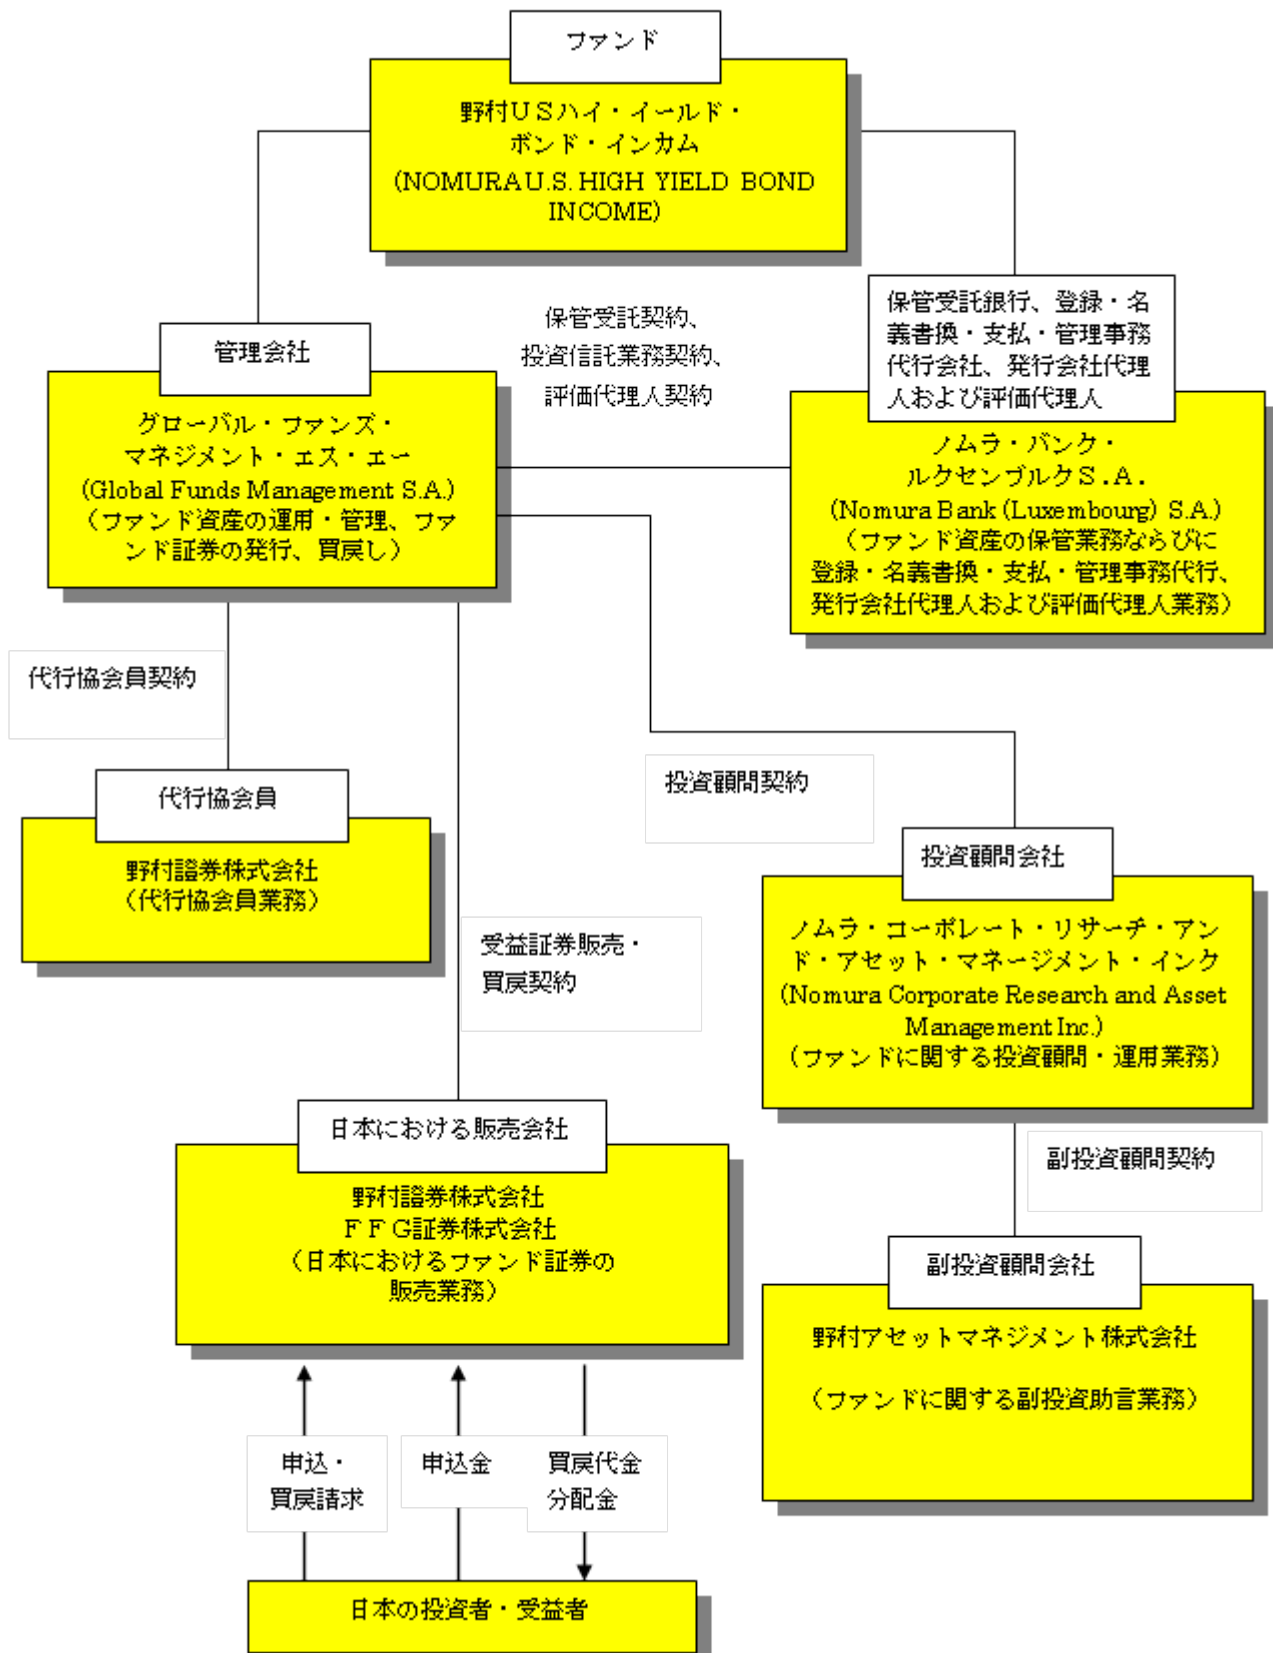 ファンド
野村ＵＳハイ・イールド・
ボンド・インカム
(NOMURA U.S. HIGH YIELD BOND
INCOME)
保管受託契約、
投資信託業務契約、
評価代理人契約
保管受託銀行、登録・名
義書換・支払・管理事務
代行会社、発行会社代理
人および評価代理人
管理会社
グローバル・ファンズ・
マネジメント・エス・エー
(Global Funds Management S.A.)
（ファンド資産の運用・管理、ファ
ンド証券の発行、買戻し）
ノムラ・バンク・
ルクセンブルクＳ.Ａ.
(Nomura Bank (Luxembourg) S.A.)
（ファンド資産の保管業務ならびに
登録・名義書換・支払・管理事務代行、
発行会社代理人および評価代理人業務）
代行協会員契約
代行協会員
野村證券株式会社
（代行協会員業務）
投資顧問契約
投資顧問会社
ノムラ・コーポレート・リサーチ・アン
ド・アセット・マネージメント・インク
(Nomura Corporate Research and Asset
Management Inc.)
（ファンドに関する投資顧問・運用業務）
受益証券販売・
買戻契約
日本における販売会社
野村證券株式会社
ＦＦＧ証券株式会社
（日本におけるファンド証券の
販売業務）
副投資顧問契約
副投資顧問会社
野村アセットマネジメント株式会社
（ファンドに関する副投資助言業務）
申込・
買戻請求
申込金
買戻代金
分配金
日本の投資者・受益者